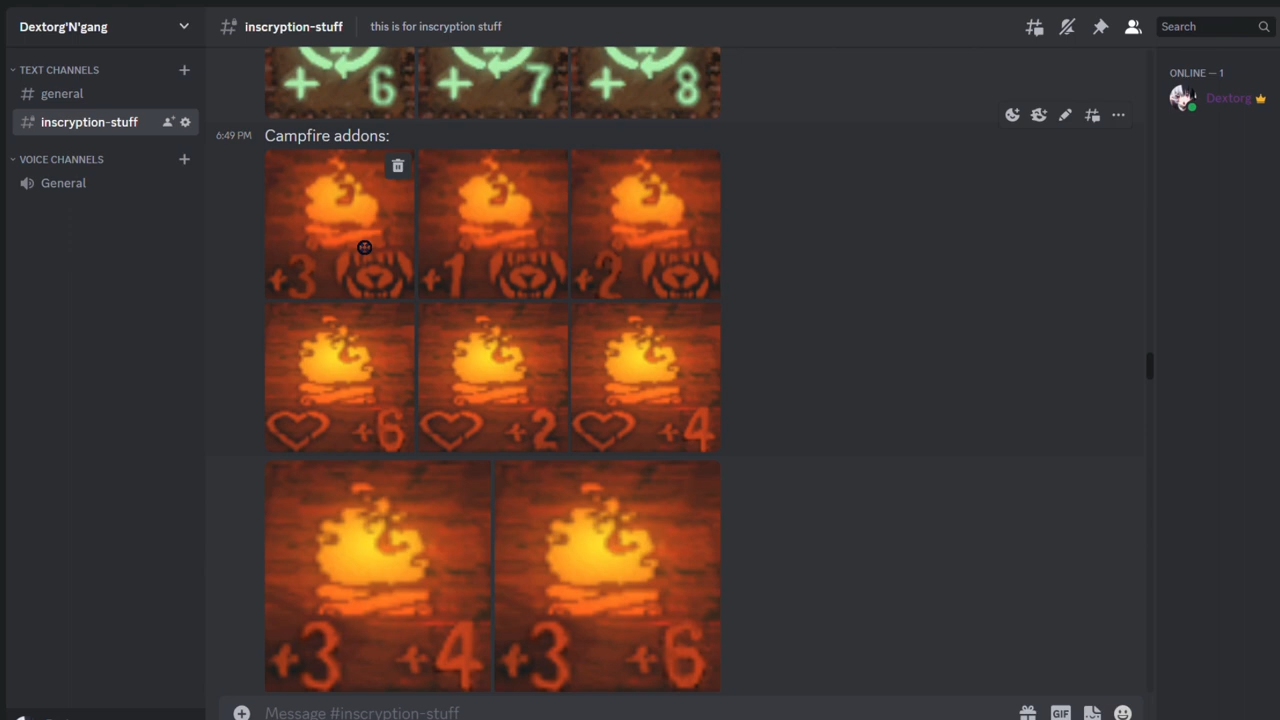 Dextorg'N'gang
inscryption-stuff
this is for inscryption stuff
Search
TEXT CHANNELS
general
inscryption-stuff
VOICE CHANNELS
General
ONLINE — 1
Dextorg
+ 6
+ 7
+ 8
6:49 PM
Campfire addons:
+3
+1
+2
+6
+2
+4
+3 +4
+3 +6
Message #inscryption-stuff
GIF